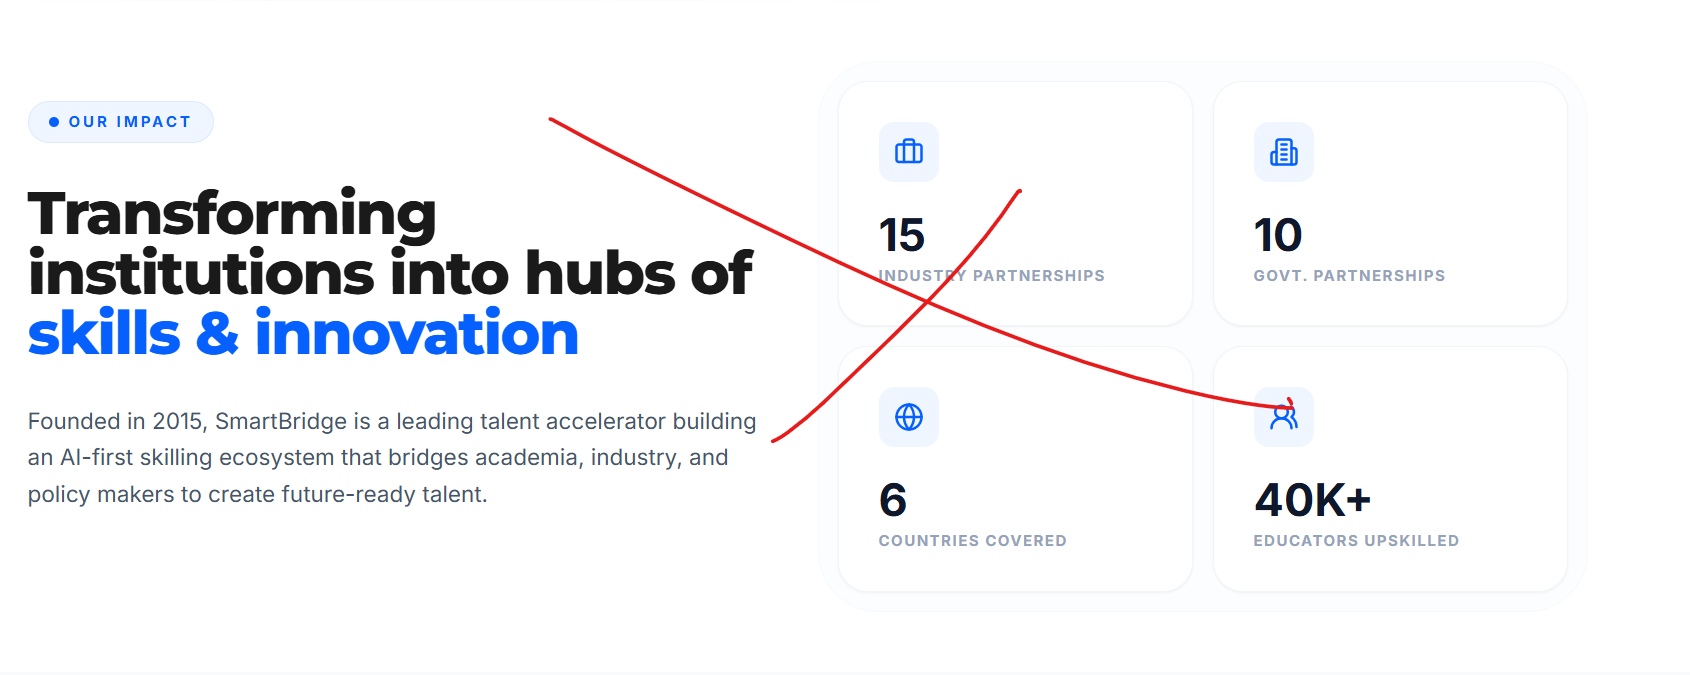 OUR IMPACT
Transforming
institutions into hubs of
skills & innovation
Founded in 2015, SmartBridge is a leading talent accelerator building
an AI-first skilling ecosystem that bridges academia, industry, and
policy makers to create future-ready talent.
15
INDUSTRY PARTNERSHIPS
10
GOVT. PARTNERSHIPS
6
COUNTRIES COVERED
40K+
EDUCATORS UPSKILLED